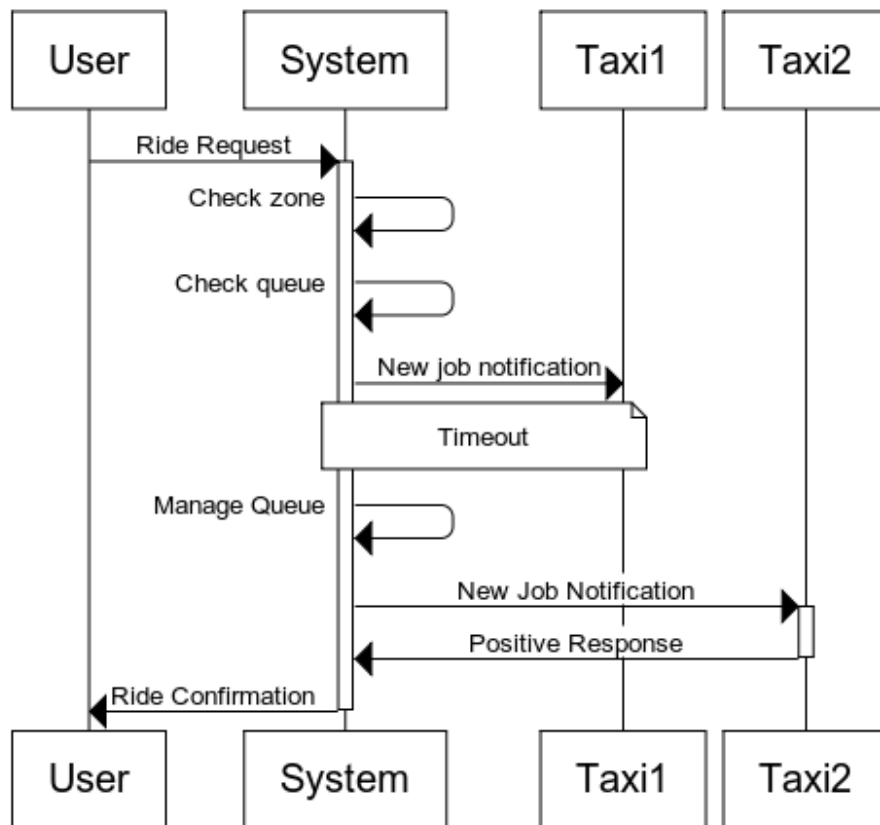 User
System
Taxi1
Taxi2
Ride Request
Check zone
Check queue
New job notification
Timeout
Manage Queue
New Job Notification
Positive Response
Ride Confirmation
User
System
Taxi1
Taxi2